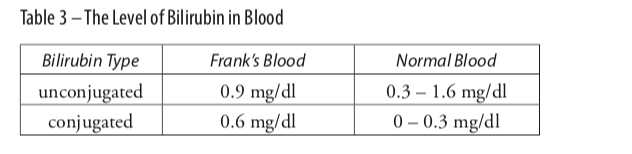 Table 3 – The Level of Bilirubin in Blood
Bilirubin Type Frank's Blood Normal Blood
unconjugated 0.9 mg/dl 0.3 – 1.6 mg/dl
conjugated 0.6 mg/dl 0 – 0.3 mg/dl